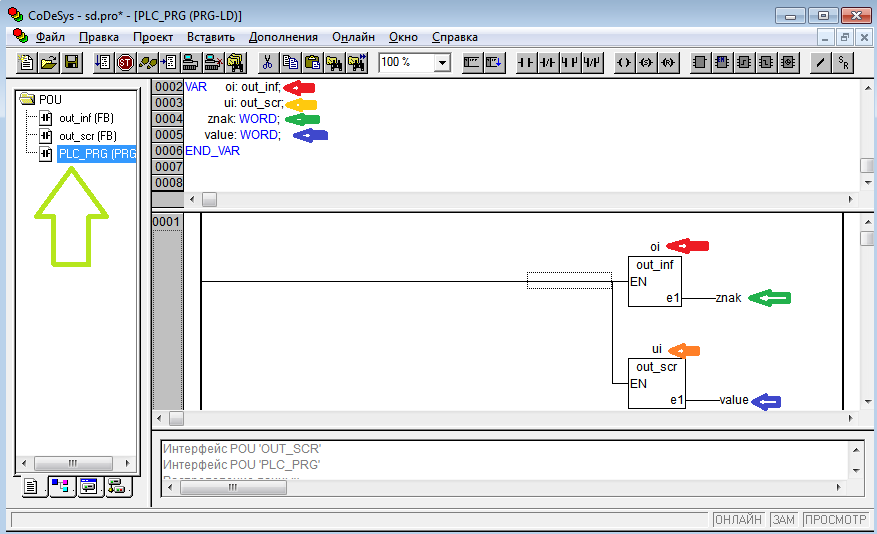 CoDeSys - sd.pro* - [PLC_PRG (PRG-LD)]
Файл Правка Проект Вставить Дополнения Онлайн Окно Справка
100 %
POU
out_inf (FB)
out_scr (FB)
PLC_PRG (PRG
0002 VAR oi: out_inf;
0003 ui: out_scr;
0004 znak: WORD;
0005 value: WORD;
0006 END_VAR
0007
0008
0001
oi
out_inf
EN
e1 znak
ui
out_scr
EN
e1 value
Интерфейс POU 'OUT_SCR'
Интерфейс POU 'PLC_PRG'
ОНЛАЙН ЗАМ ПРОСМОТР